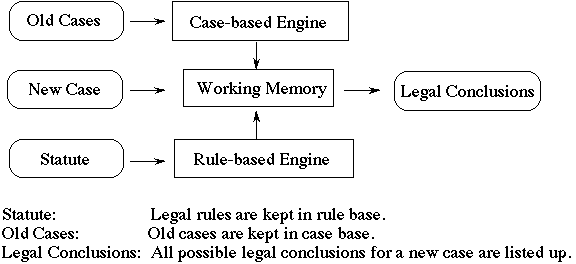 Old Cases
Case-based Engine
New Case
Working Memory
Legal Conclusions
Statute
Rule-based Engine
Statute: Legal rules are kept in rule base.
Old Cases: Old cases are kept in case base.
Legal Conclusions: All possible legal conclusions for a new case are listed up.